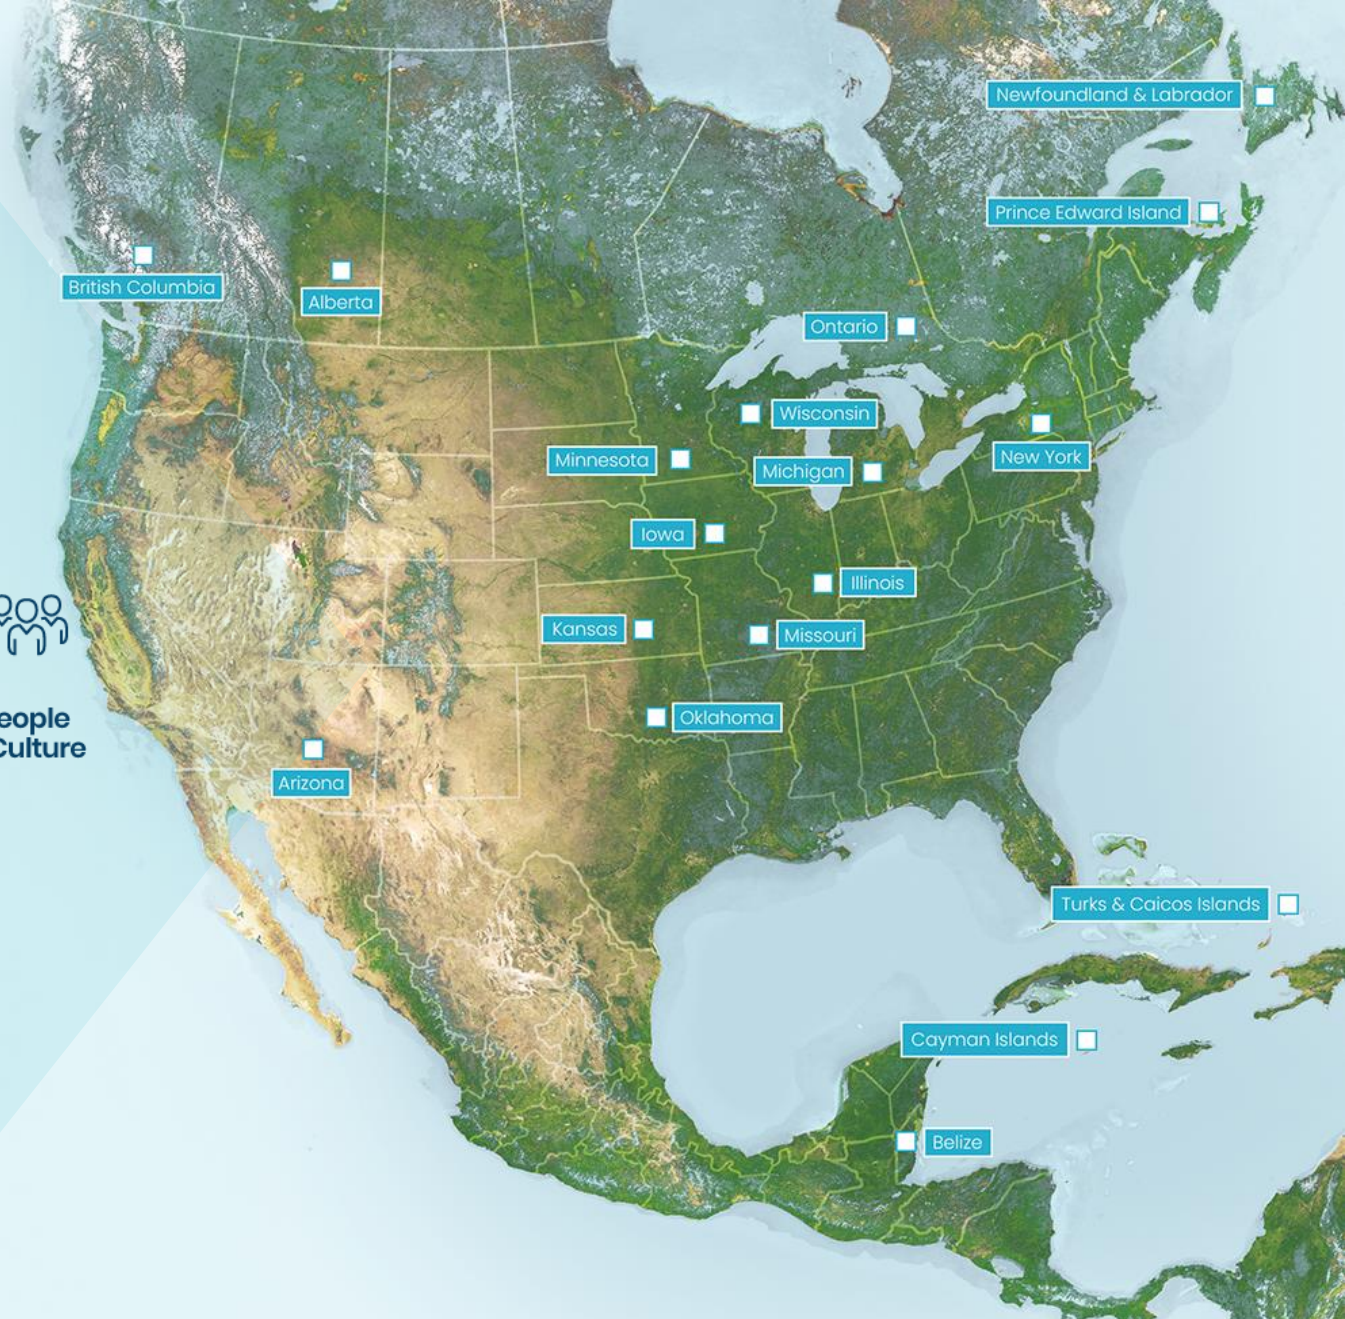 Newfoundland & Labrador
Prince Edward Island
British Columbia
Alberta
Ontario
Wisconsin
New York
Minnesota
Michigan
Iowa
Illinois
Kansas
Missouri
eople
Culture
Oklahoma
Arizona
Turks & Caicos Islands
Cayman Islands
Belize